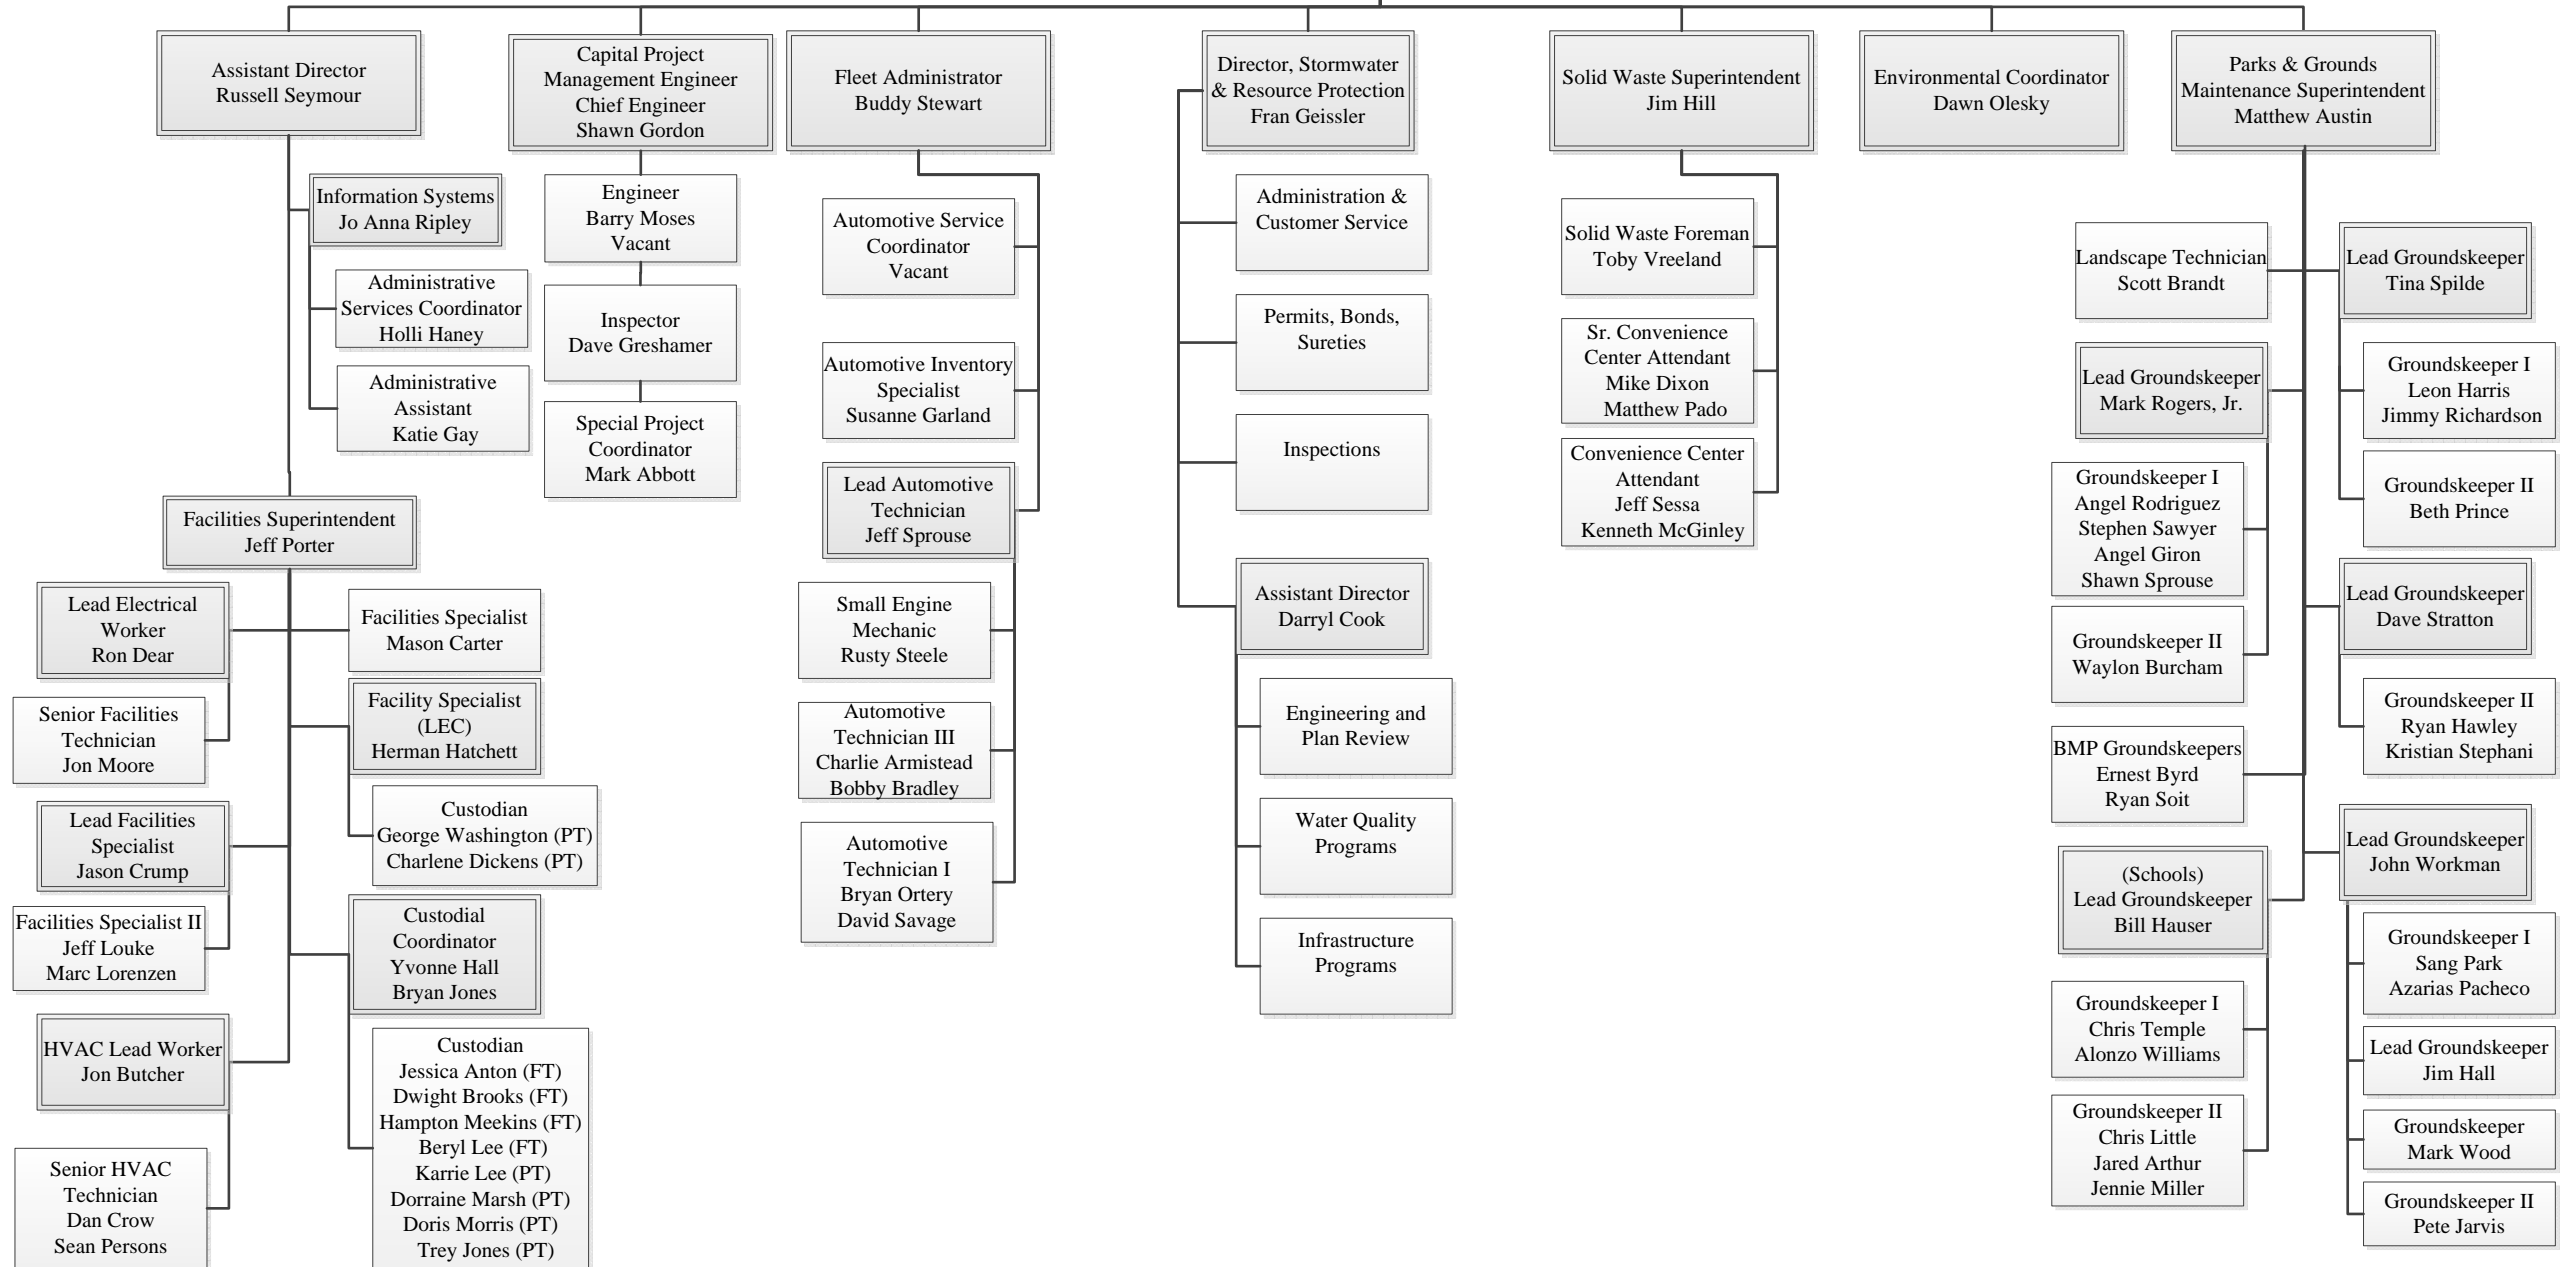 Assistant Director
Russell Seymour
Capital Project
Management Engineer
Chief Engineer
Shawn Gordon
Fleet Administrator
Buddy Stewart
Director, Stormwater
& Resource Protection
Fran Geissler
Solid Waste Superintendent
Jim Hill
Environmental Coordinator
Dawn Olesky
Parks & Grounds
Maintenance Superintendent
Matthew Austin
Information Systems
Jo Anna Ripley
Administrative
Services Coordinator
Holli Haney
Administrative
Assistant
Katie Gay
Facilities Superintendent
Jeff Porter
Lead Electrical
Worker
Ron Dear
Senior Facilities
Technician
Jon Moore
Lead Facilities
Specialist
Jason Crump
Facilities Specialist II
Jeff Louke
Marc Lorenzen
HVAC Lead Worker
Jon Butcher
Senior HVAC
Technician
Dan Crow
Sean Persons
Facilities Specialist
Mason Carter
Facility Specialist
(LEC)
Herman Hatchett
Custodian
George Washington (PT)
Charlene Dickens (PT)
Custodial
Coordinator
Yvonne Hall
Bryan Jones
Custodian
Jessica Anton (FT)
Dwight Brooks (FT)
Hampton Meekins (FT)
Beryl Lee (FT)
Karrie Lee (PT)
Dorraine Marsh (PT)
Doris Morris (PT)
Trey Jones (PT)
Engineer
Barry Moses
Vacant
Inspector
Dave Greshamer
Special Project
Coordinator
Mark Abbott
Automotive Service
Coordinator
Vacant
Automotive Inventory
Specialist
Susanne Garland
Lead Automotive
Technician
Jeff Sprouse
Small Engine
Mechanic
Rusty Steele
Automotive
Technician III
Charlie Armistead
Bobby Bradley
Automotive
Technician I
Bryan Ortery
David Savage
Administration &
Customer Service
Permits, Bonds,
Sureties
Inspections
Assistant Director
Darryl Cook
Engineering and
Plan Review
Water Quality
Programs
Infrastructure
Programs
Solid Waste Foreman
Toby Vreeland
Sr. Convenience
Center Attendant
Mike Dixon
Matthew Pado
Convenience Center
Attendant
Jeff Sessa
Kenneth McGinley
Landscape Technician
Scott Brandt
Lead Groundskeeper
Mark Rogers, Jr.
Groundskeeper I
Angel Rodriguez
Stephen Sawyer
Angel Giron
Shawn Sprouse
Groundskeeper II
Waylon Burcham
BMP Groundskeepers
Ernest Byrd
Ryan Soit
(Schools)
Lead Groundskeeper
Bill Hauser
Groundskeeper I
Chris Temple
Alonzo Williams
Groundskeeper II
Chris Little
Jared Arthur
Jennie Miller
Lead Groundskeeper
Tina Spilde
Groundskeeper I
Leon Harris
Jimmy Richardson
Groundskeeper II
Beth Prince
Lead Groundskeeper
Dave Stratton
Groundskeeper II
Ryan Hawley
Kristian Stephani
Lead Groundskeeper
John Workman
Groundskeeper I
Sang Park
Azarias Pacheco
Lead Groundskeeper
Jim Hall
Groundskeeper
Mark Wood
Groundskeeper II
Pete Jarvis